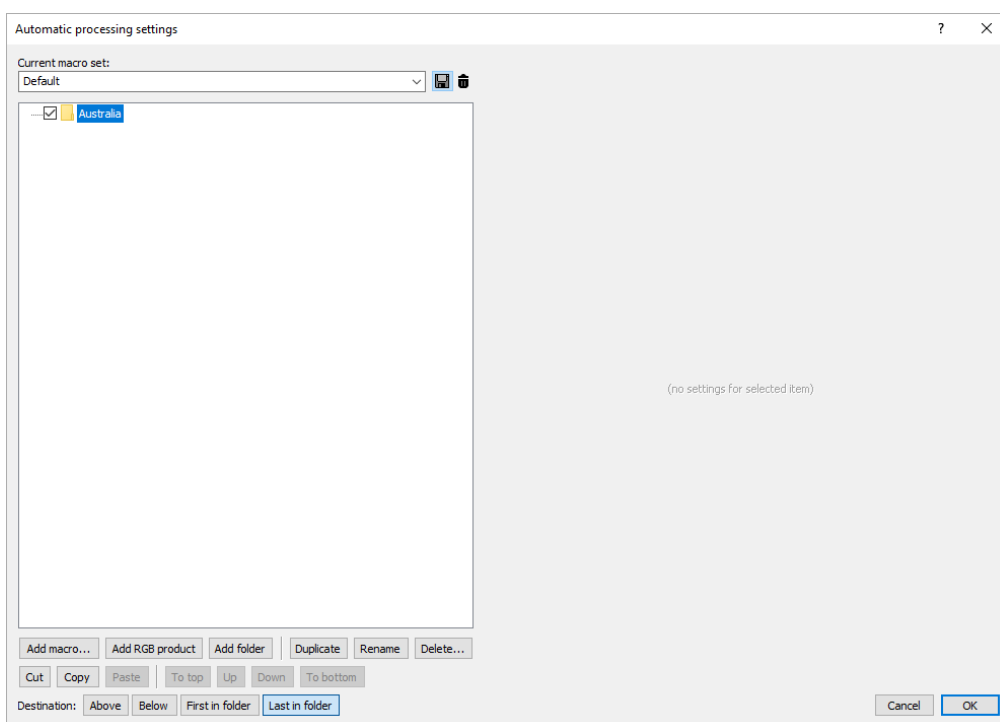 Automatic processing settings ? ×
Current macro set:
Default
Australia
(no settings for selected item)
Add macro... Add RGB product Add folder Duplicate Rename Delete...
Cut Copy Paste To top Up Down To bottom
Destination: Above Below First in folder Last in folder Cancel OK